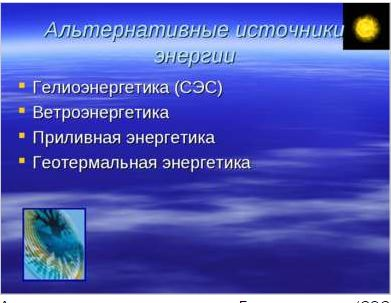 Альтернативные источники
энергии
Гелиоэнергетика (СЭС)
Ветроэнергетика
Приливная энергетика
Геотермальная энергетика